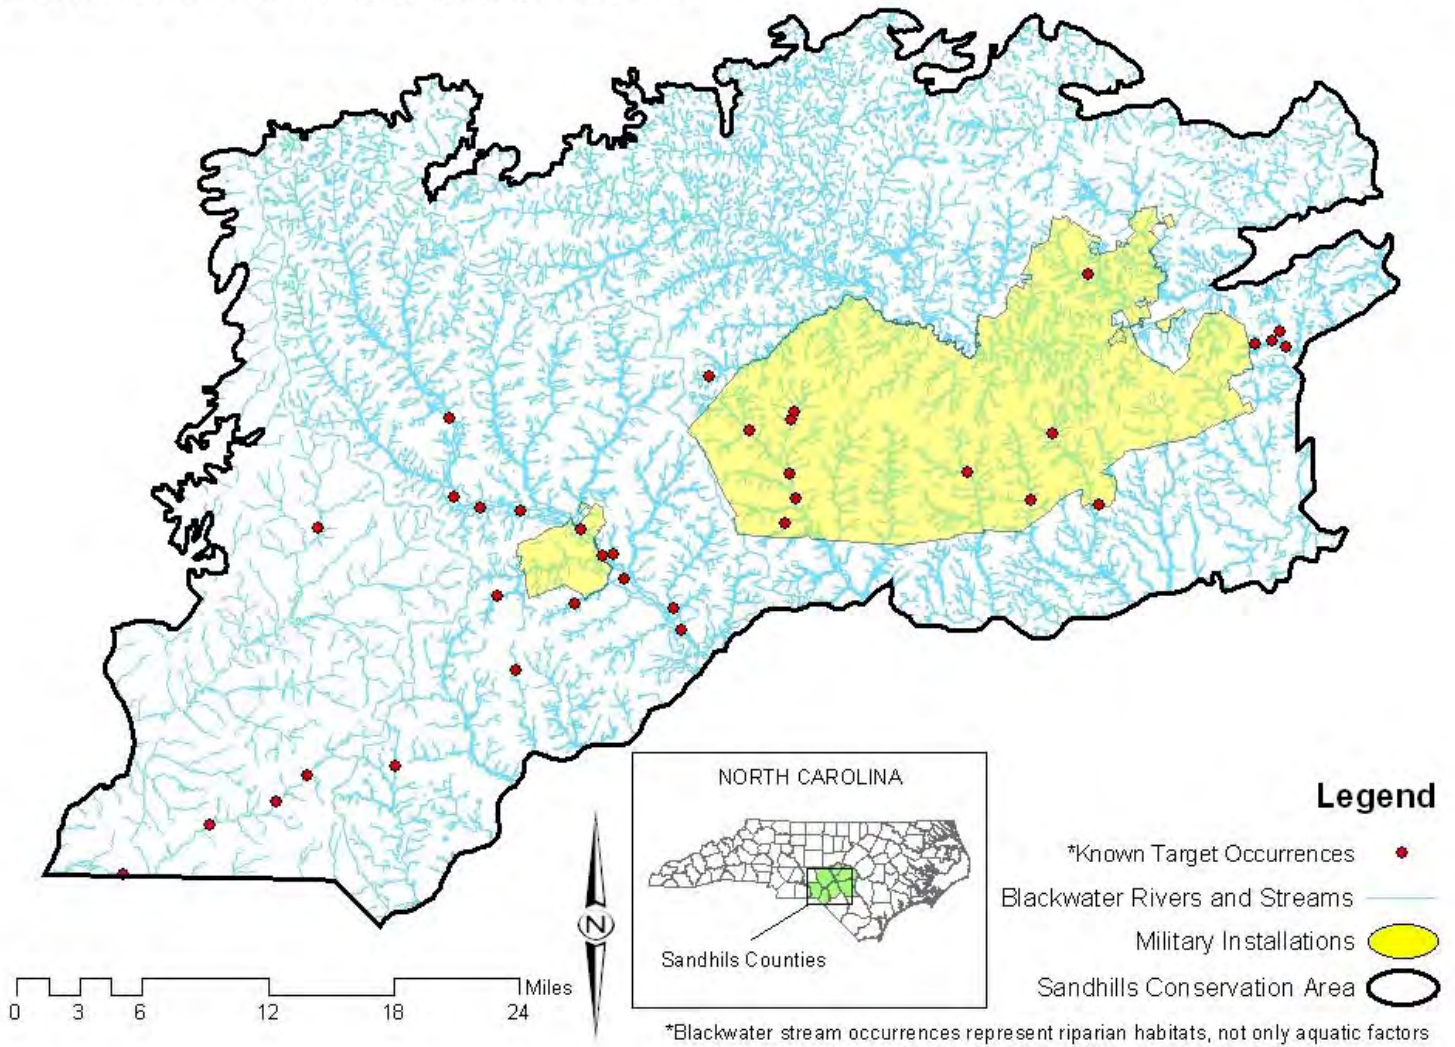 NORTH CAROLINA
Sandhills Counties
Legend
*Known Target Occurrences
Blackwater Rivers and Streams
Military Installations
Sandhills Conservation Area
N
Miles
0 3 6 12 18 24
*Blackwater stream occurrences represent riparian habitats, not only aquatic factors